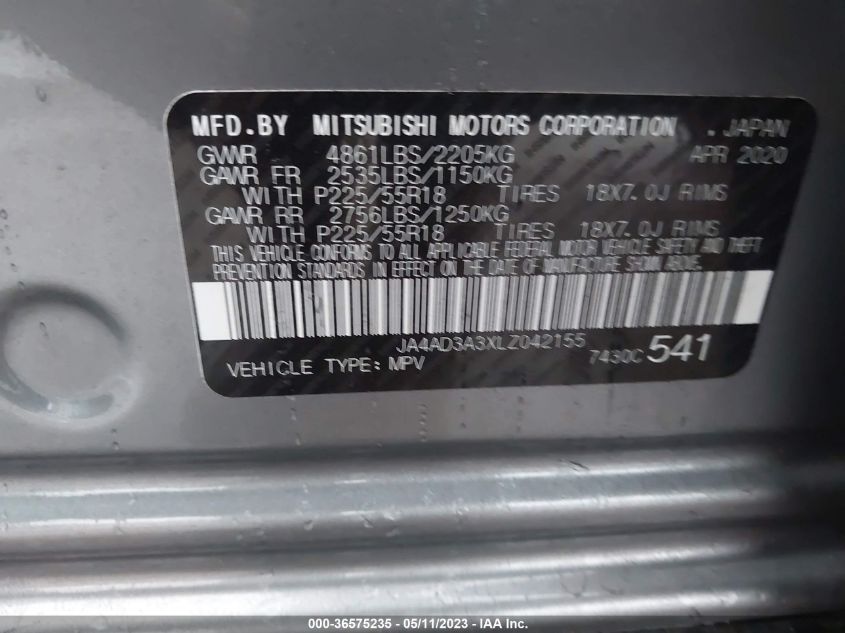 MFD.BY MITSUBISHI MOTORS CORPORATION .JAPAN
GVWR 4861LBS/2205KG APR 2020
GAWR FR 2535LBS/1150KG
WITH P225/55R18 TIRES 18X7.0J RIMS
GAWR RR 2756LBS/1250KG
WITH P225/55R18 TIRES 18X7.0J RIMS
THIS VEHICLE CONFORMS TO ALL APPLICABLE FEDERAL MOTOR VEHICLE SAFETY AND THEFT
PREVENTION STANDARDS IN EFFECT ON THE DATE OF MANUFACTURE SHOWN ABOVE.
JA4AD3A3XLZ042155
VEHICLE TYPE: MPV 7430C 541
000-36575235 - 05/11/2023 - IAA Inc.